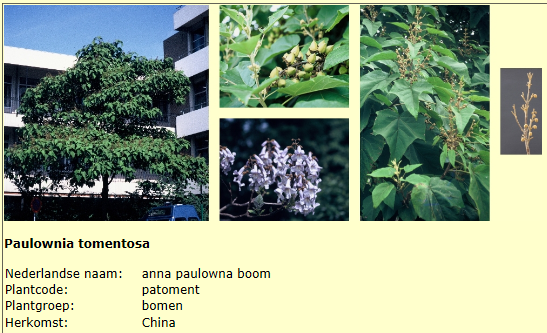 Paulownia tomentosa
Nederlandse naam: anna paulowna boom
Plantcode: patoment
Plantgroep: bomen
Herkomst: China